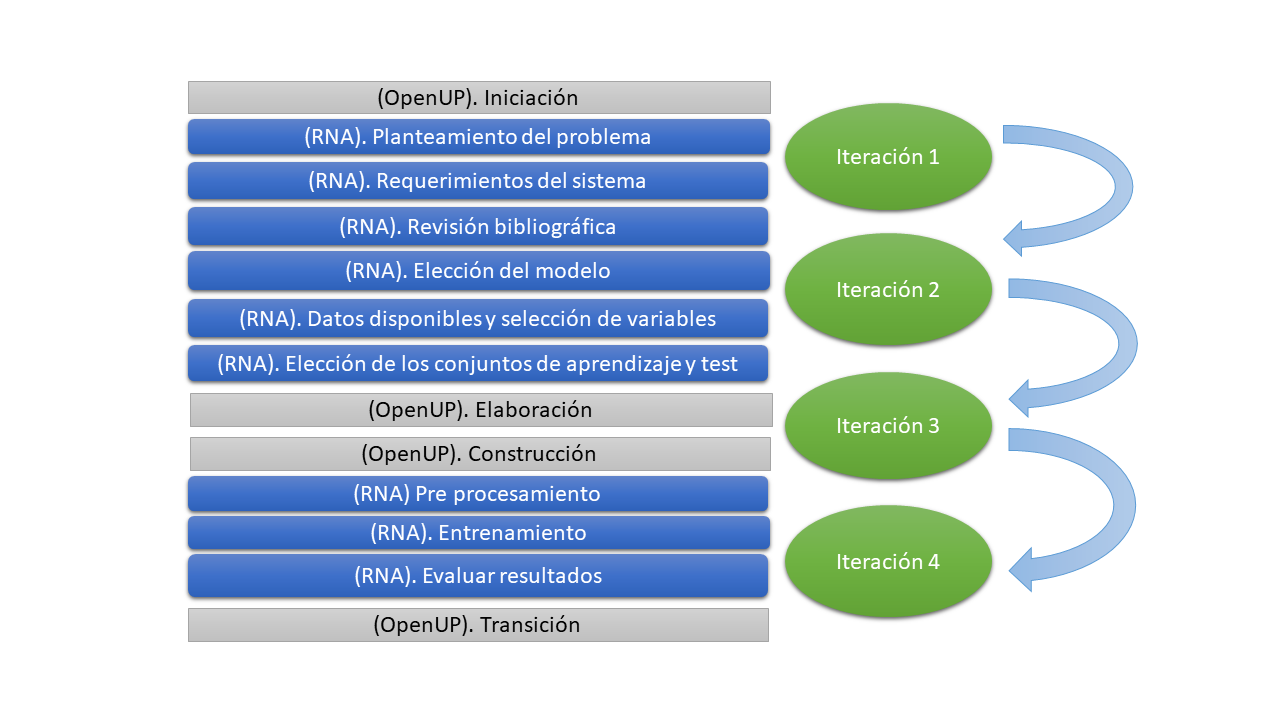 (OpenUP). Iniciación
(RNA). Planteamiento del problema
(RNA). Requerimientos del sistema
(RNA). Revisión bibliográfica
(RNA). Elección del modelo
(RNA). Datos disponibles y selección de variables
(RNA). Elección de los conjuntos de aprendizaje y test
(OpenUP). Elaboración
(OpenUP). Construcción
(RNA) Pre procesamiento
(RNA). Entrenamiento
(RNA). Evaluar resultados
(OpenUP). Transición
Iteración 1
Iteración 2
Iteración 3
Iteración 4